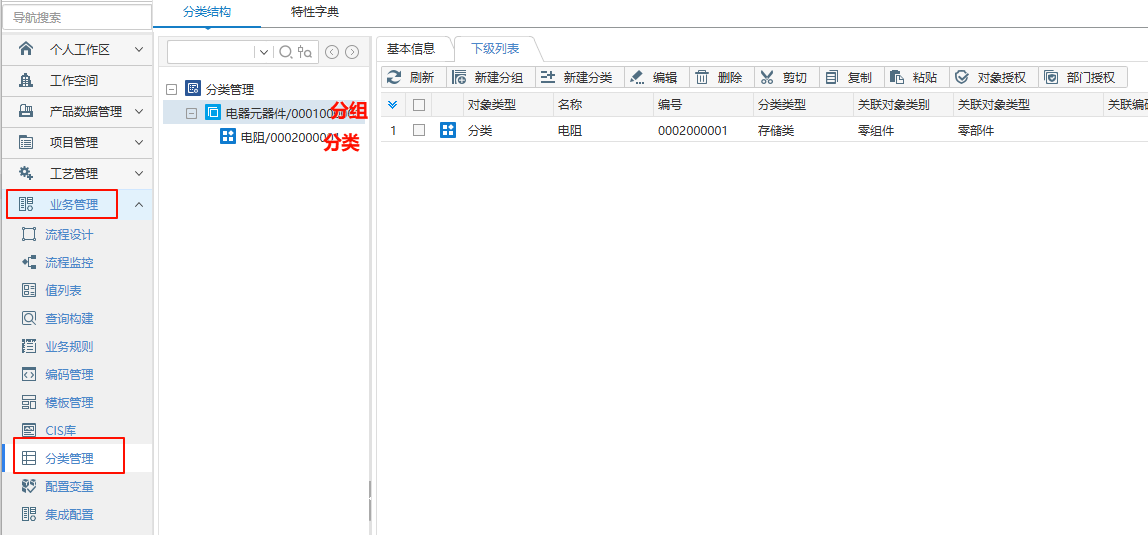 导航搜索
个人工作区
工作空间
产品数据管理
项目管理
工艺管理
业务管理
流程设计
流程监控
值列表
查询构建
业务规则
编码管理
模板管理
CIS库
分类管理
配置变量
集成配置
分类结构 特性字典
分类管理
电器元器件/000100 分组
电阻/000200000 分类
基本信息 下级列表
刷新 新建分组 新建分类 编辑 删除 剪切 复制 粘贴 对象授权 部门授权
对象类型 名称 编号 分类类型 关联对象类别 关联对象类型 关联编码
1 分类 电阻 0002000001 存储类 零组件 零部件